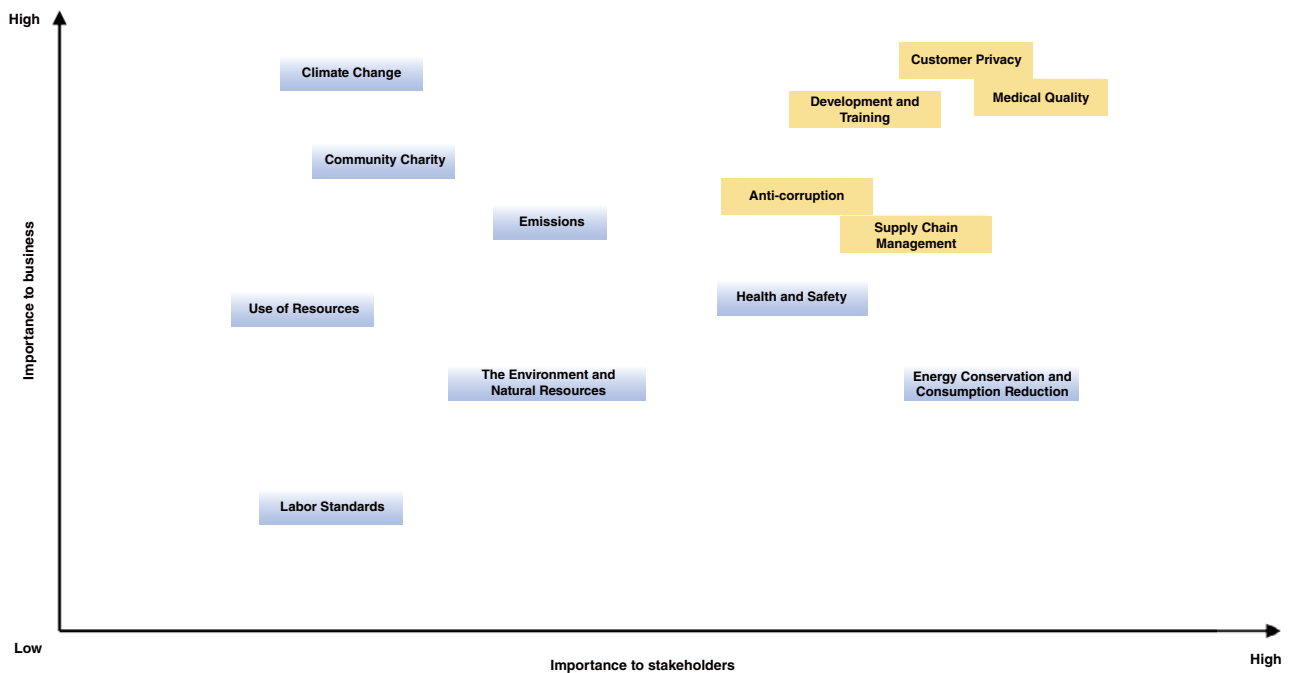 High
Customer Privacy
Climate Change
Medical Quality
Development and
Training
Community Charity
Anti-corruption
Emissions
Supply Chain
Management
Importance to business
Health and Safety
Use of Resources
The Environment and
Natural Resources
Energy Conservation and
Consumption Reduction
Labor Standards
Low
Importance to stakeholders
High